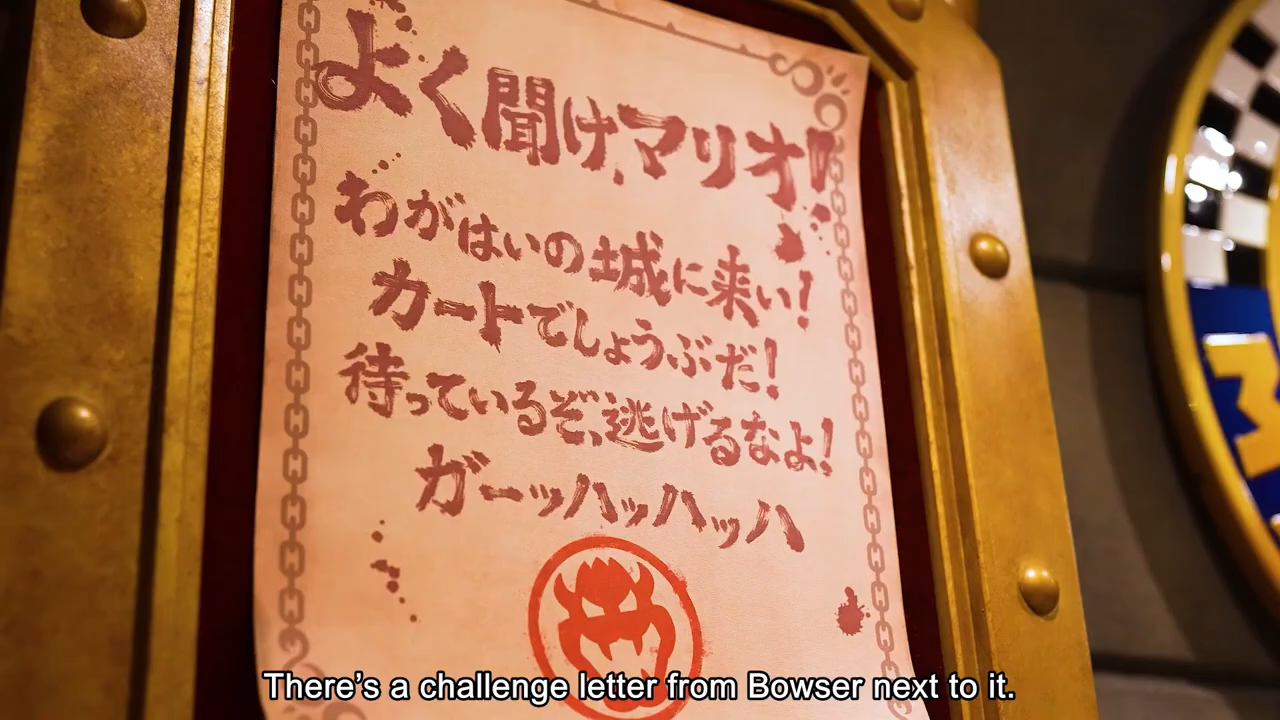 よく聞け、マリオ!
わがはいの城に来い!
カートでしょうぶだ!
待っているぞ、逃げるなよ!
ガーッハッハッハ
M
There's a challenge letter from Bowser next to it.